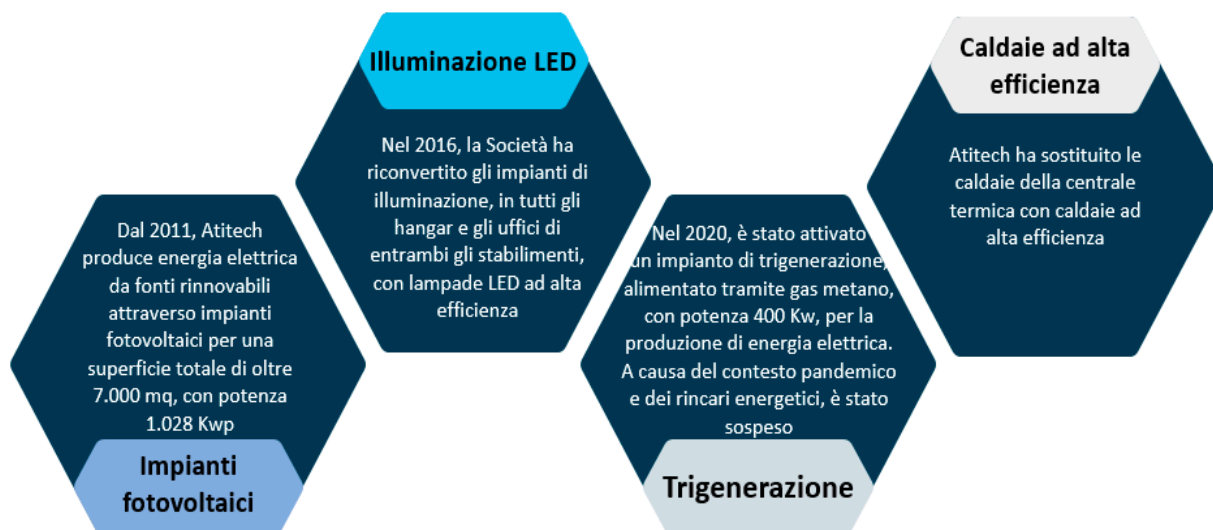 Dal 2011, Atitech
produce energia elettrica
da fonti rinnovabili
attraverso impianti
fotovoltaici per una
superficie totale di oltre
7.000 mq, con potenza
1.028 Kwp
Impianti
fotovoltaici
Illuminazione LED
Nel 2016, la Società ha
riconvertito gli impianti di
illuminazione, in tutti gli
hangar e gli uffici di
entrambi gli stabilimenti,
con lampade LED ad alta
efficienza
Nel 2020, è stato attivato
un impianto di trigenerazione,
alimentato tramite gas metano,
con potenza 400 Kw, per la
produzione di energia elettrica.
A causa del contesto pandemico
e dei rincari energetici, è stato
sospeso
Trigenerazione
Caldaie ad alta
efficienza
Atitech ha sostituito le
caldaie della centrale
termica con caldaie ad
alta efficienza